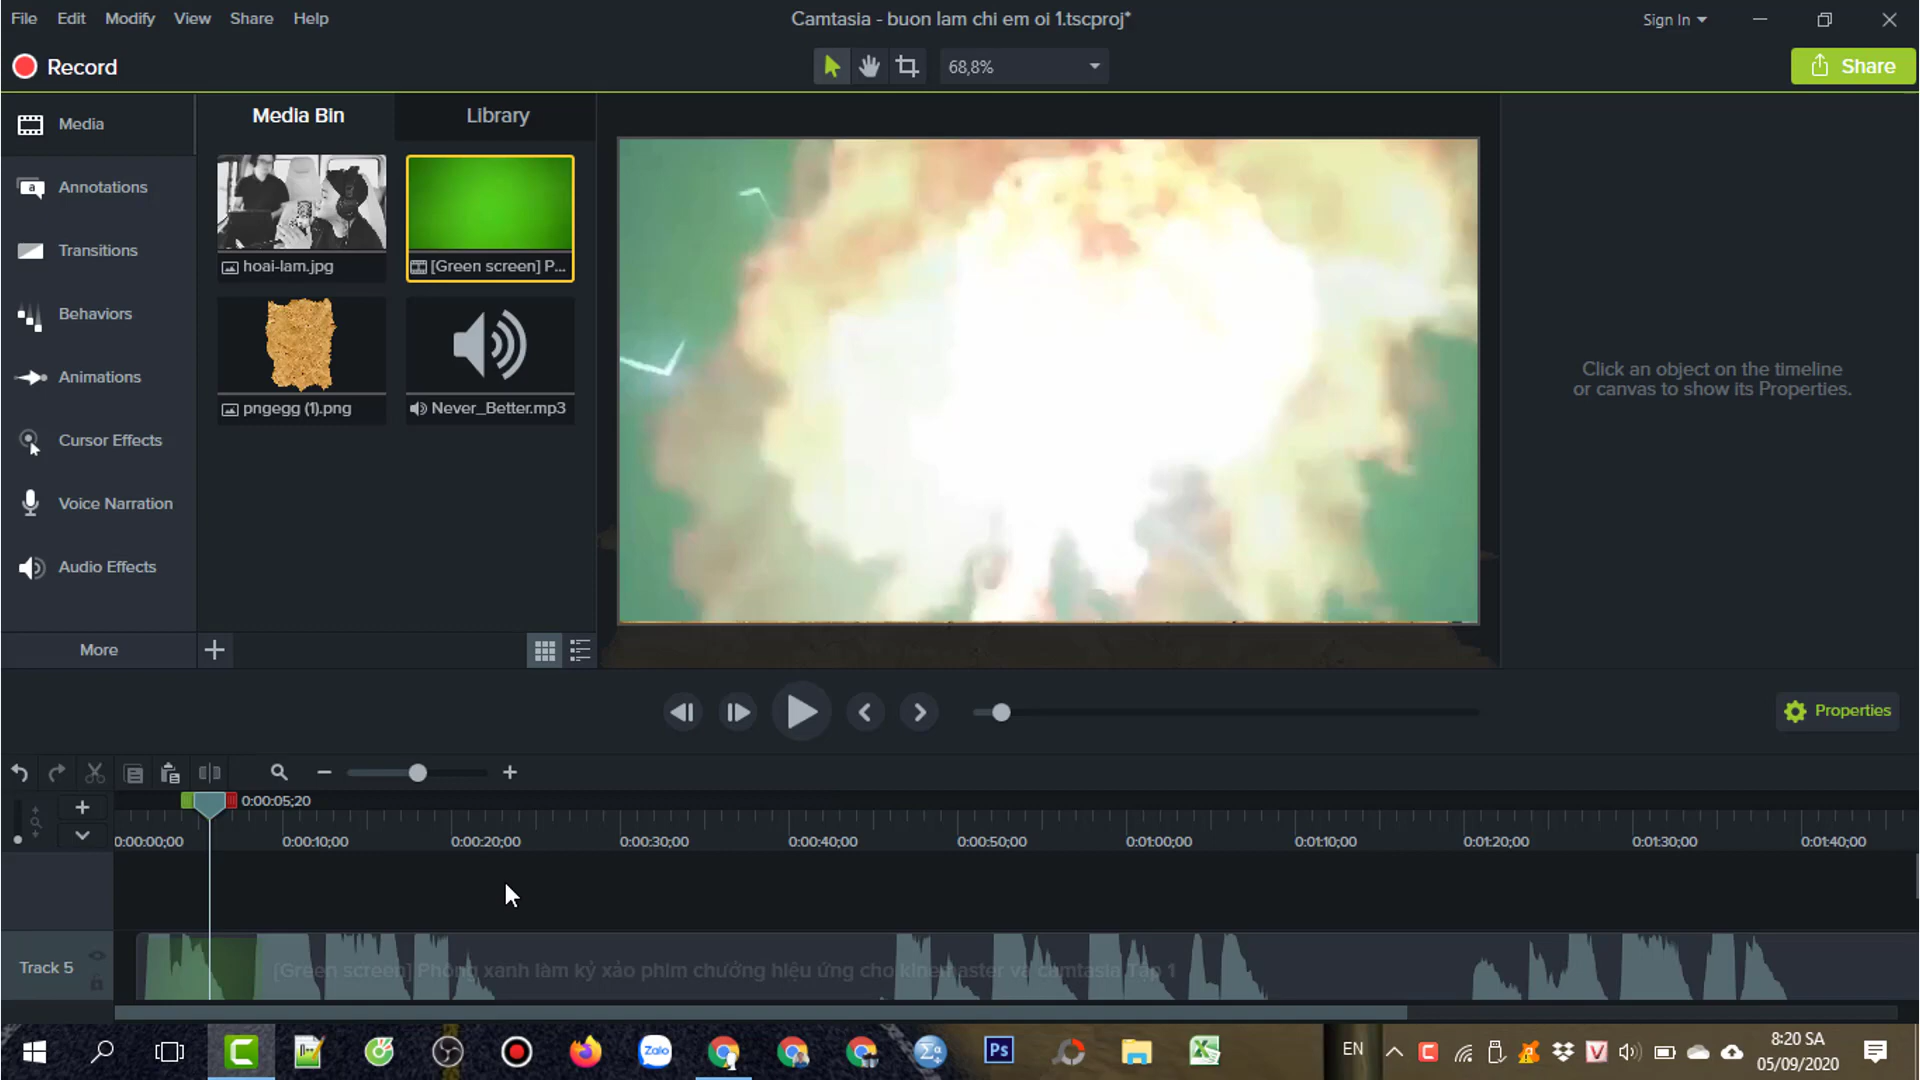 File Edit Modify View Share Help
Camtasia - buon lam chi em oi 1.tscproj*
Sign In
Record
68,8%
Share
Media
Annotations
Transitions
Behaviors
Animations
Cursor Effects
Voice Narration
Audio Effects
More
Media Bin
Library
hoai-lam.jpg
[Green screen] P...
pngegg (1).png
Never_Better.mp3
Click an object on the timeline
or canvas to show its Properties.
Properties
0:00:05;20
0:00:00;00 0:00:10;00 0:00:20;00 0:00:30;00 0:00:40;00 0:00:50;00 0:01:00;00 0:01:10;00 0:01:20;00 0:01:30;00 0:01:40;00
Track 5
[Green screen] Phông xanh làm kỷ xảo phim chưởng hiệu ứng cho kinemaster và camtasia Tập 1
Zalo
Ps
EN
8:20 SA
05/09/2020